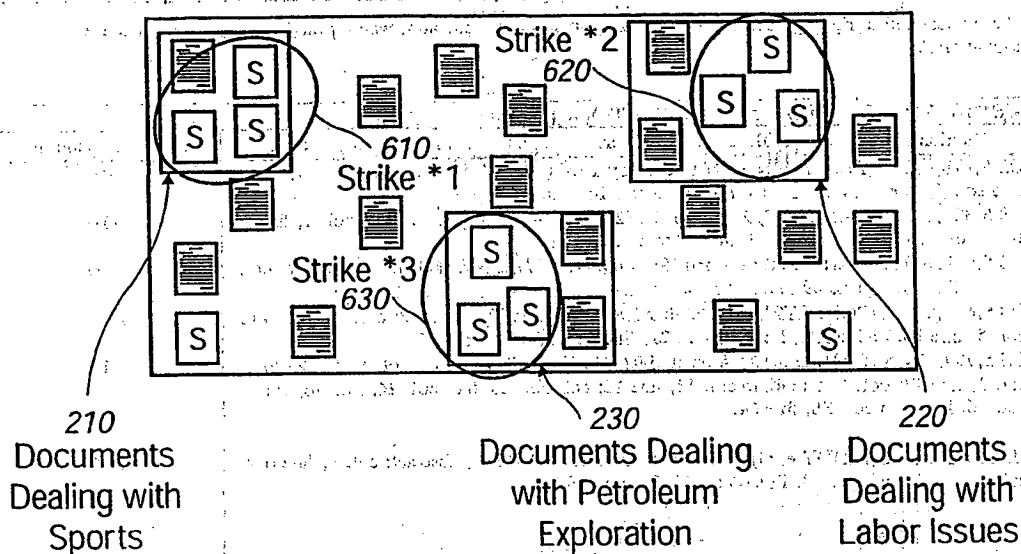 Strike *2
620
S
S
S
S
S
S
S
610
Strike *1
S
Strike *3
630
S
S
S
S
210
Documents
Dealing with
Sports
230
Documents Dealing
with Petroleum
Exploration
220
Documents
Dealing with
Labor Issues